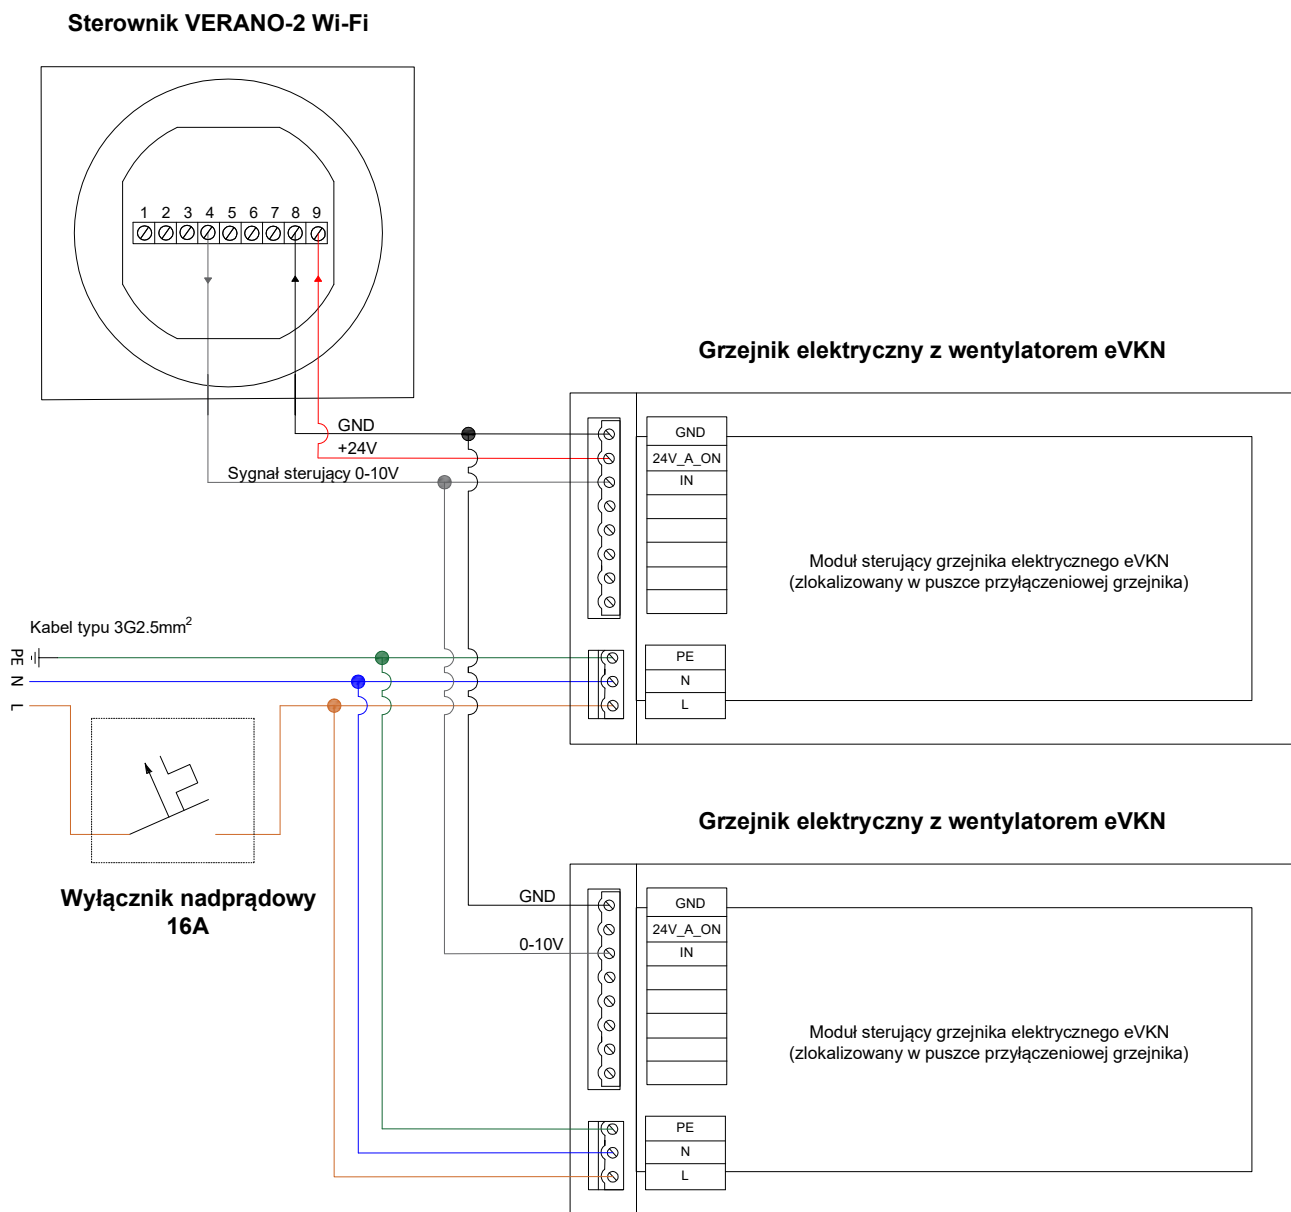 Sterownik VERANO-2 Wi-Fi
1 2 3 4 5 6 7 8 9
Grzejnik elektryczny z wentylatorem eVKN
GND
+24V
Sygnał sterujący 0-10V
GND
24V_A_ON
IN
Moduł sterujący grzejnika elektrycznego eVKN
(zlokalizowany w puszce przyłączeniowej grzejnika)
Kabel typu 3G2.5mm²
PE
N
L
PE
N
L
Wyłącznik nadprądowy
16A
Grzejnik elektryczny z wentylatorem eVKN
GND
0-10V
GND
24V_A_ON
IN
Moduł sterujący grzejnika elektrycznego eVKN
(zlokalizowany w puszce przyłączeniowej grzejnika)
PE
N
L